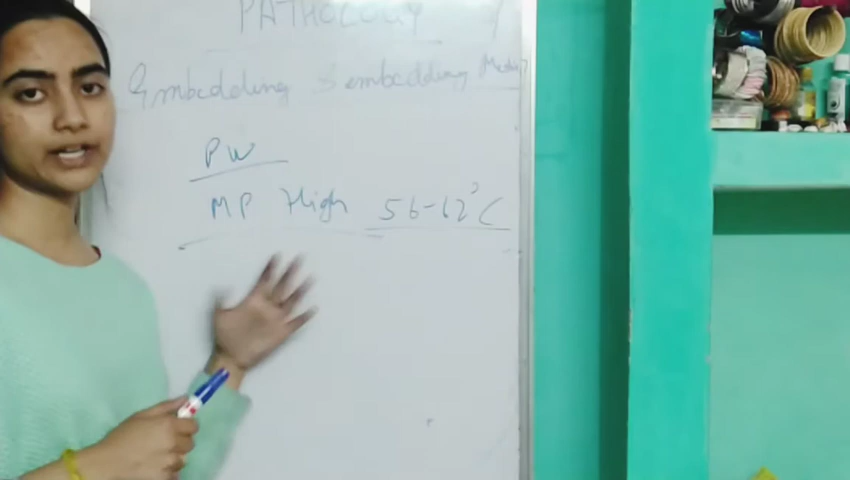 PATHOLOGY
Embedding & embedding Media
PW
MP High 56-62°C